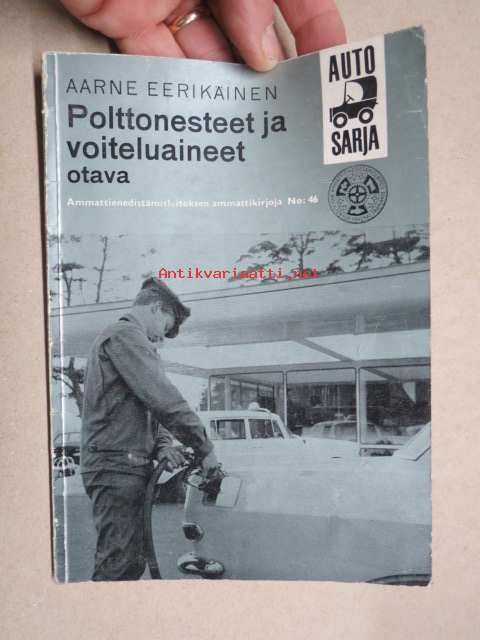 AARNE EERIKÄINEN
Polttonesteet ja
voiteluaineet
otava
Ammattienedistämislaitoksen ammattikirjoja No: 46
AUTO
SARJA
Antikvariaatti.net